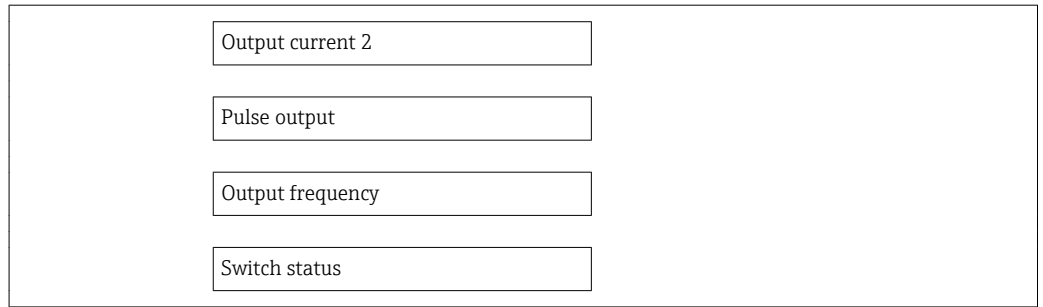 Output current 2
Pulse output
Output frequency
Switch status